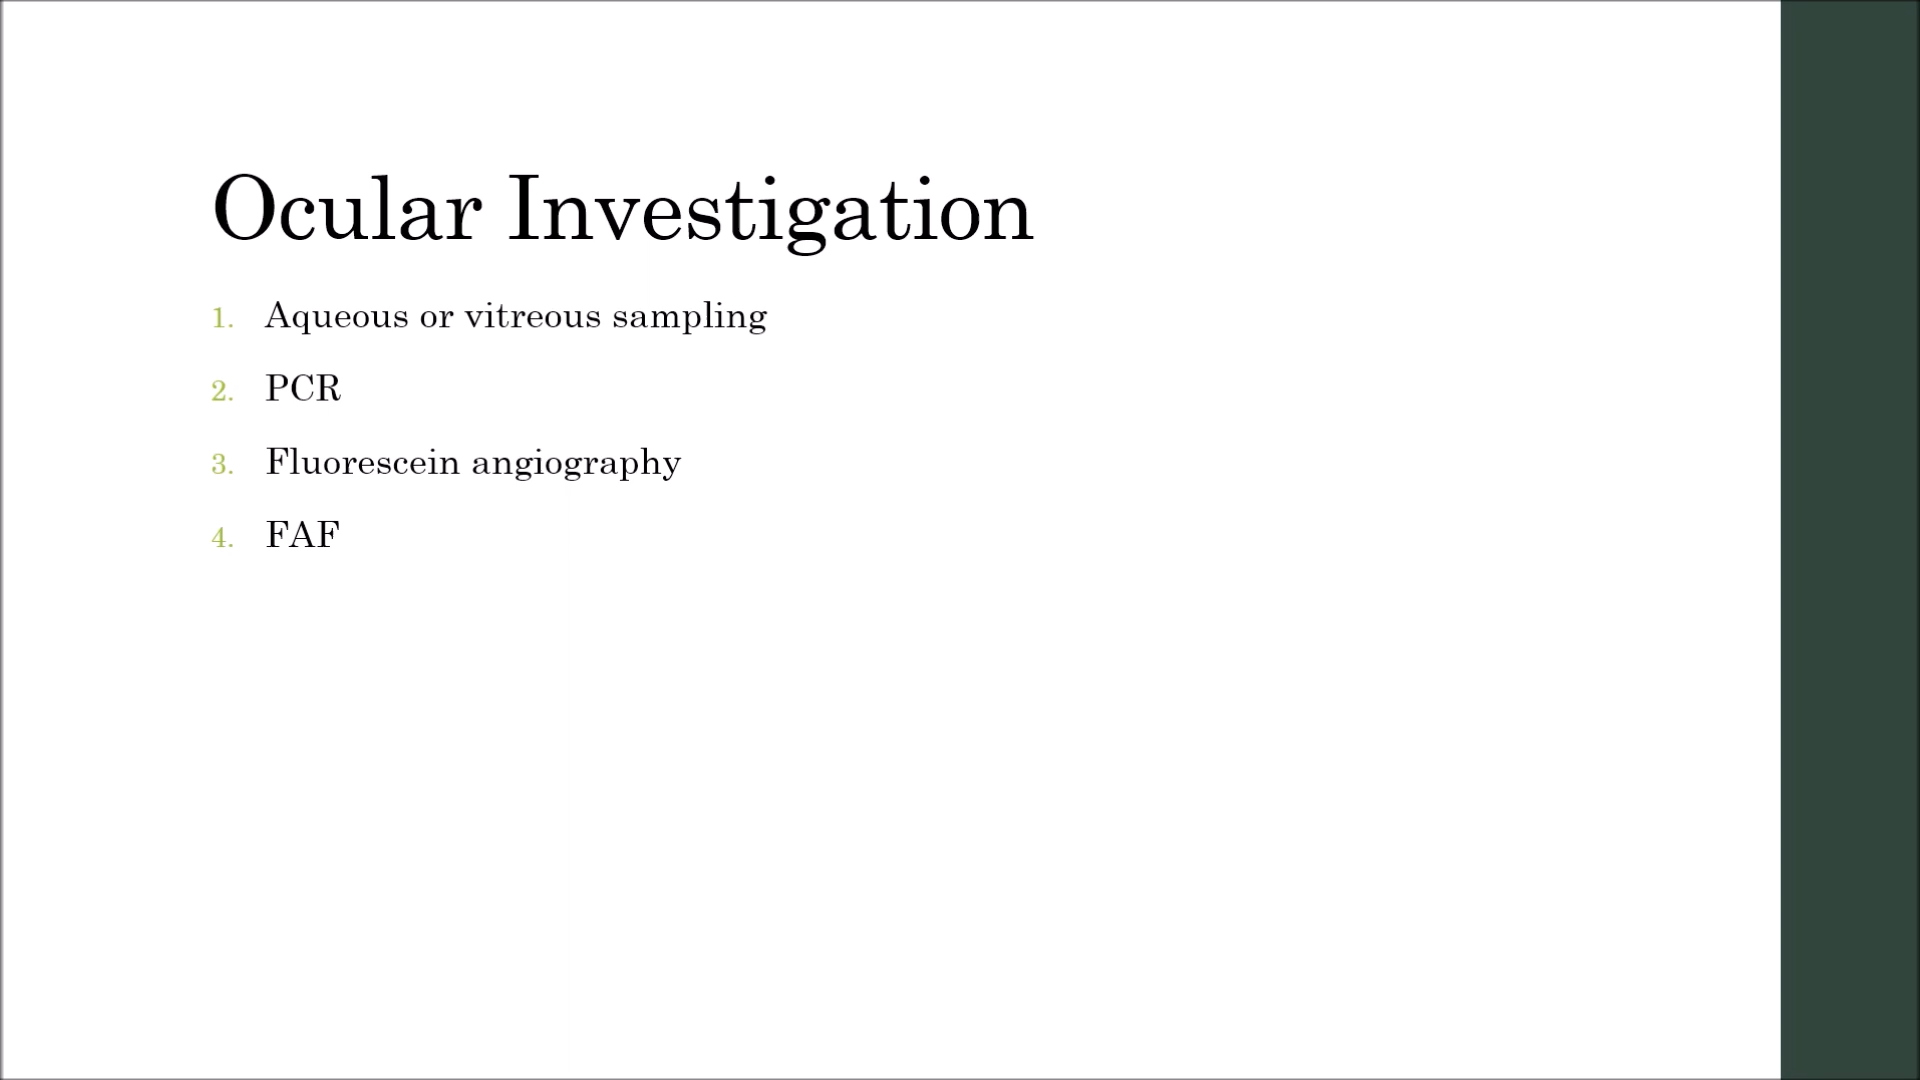 Ocular Investigation
1. Aqueous or vitreous sampling
2. PCR
3. Fluorescein angiography
4. FAF